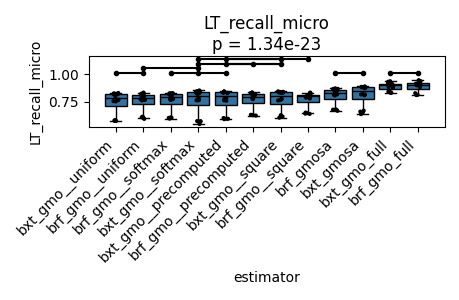 LT_recall_micro
p = 1.34e-23
LT_recall_micro
1.00
0.75
bxt_gmo__uniform
brf_gmo__uniform
brf_gmo__softmax
bxt_gmo__softmax
bxt_gmo__precomputed
brf_gmo__precomputed
bxt_gmo__square
brf_gmo__square
brf_gmosa
bxt_gmosa
bxt_gmo_full
brf_gmo_full
estimator